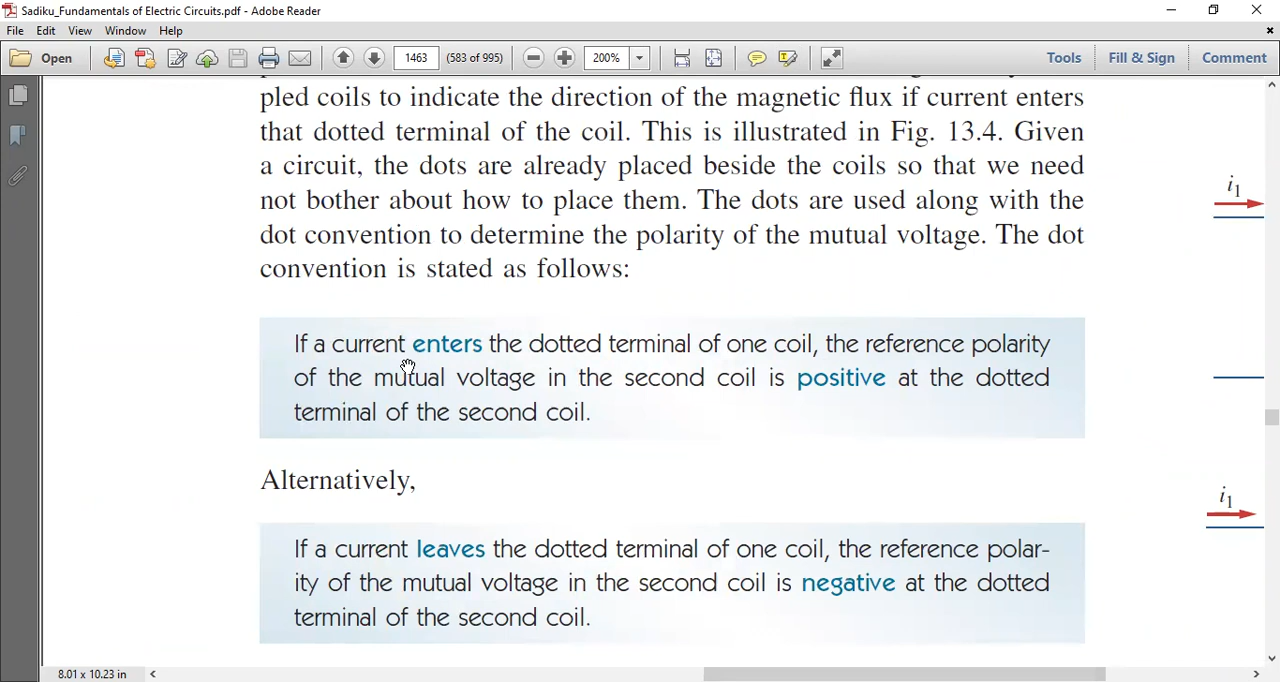 Sadiku_Fundamentals of Electric Circuits.pdf - Adobe Reader
File Edit View Window Help
Open 1463 (583 of 995) 200% Tools Fill & Sign Comment
pled coils to indicate the direction of the magnetic flux if current enters
that dotted terminal of the coil. This is illustrated in Fig. 13.4. Given
a circuit, the dots are already placed beside the coils so that we need
not bother about how to place them. The dots are used along with the
dot convention to determine the polarity of the mutual voltage. The dot
convention is stated as follows:
i1
If a current enters the dotted terminal of one coil, the reference polarity
of the mutual voltage in the second coil is positive at the dotted
terminal of the second coil.
Alternatively,
i1
If a current leaves the dotted terminal of one coil, the reference polar-
ity of the mutual voltage in the second coil is negative at the dotted
terminal of the second coil.
8.01 x 10.23 in